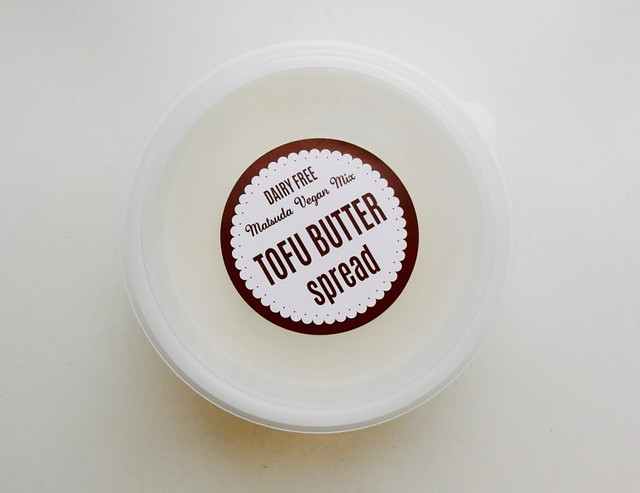 DAIRY FREE
Matsuda Vegan Mix
TOFU BUTTER
spread